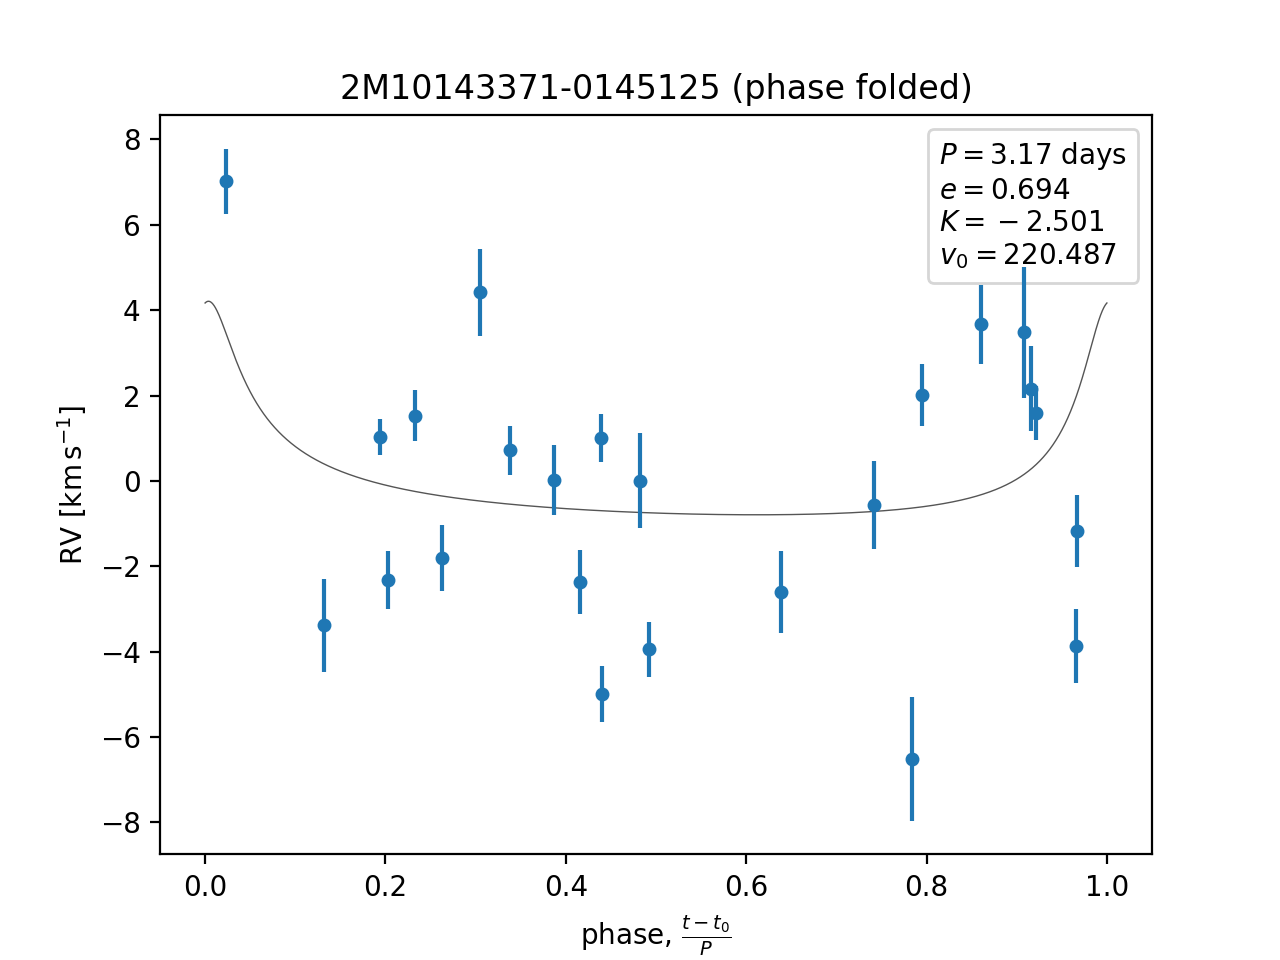 2M10143371-0145125 (phase folded)
P = 3.17 days
e = 0.694
K = −2.501
v₀ = 220.487
RV [km s⁻¹]
8
6
4
2
0
−2
−4
−6
−8
0.0 0.2 0.4 0.6 0.8 1.0
phase, (t − t₀)/P